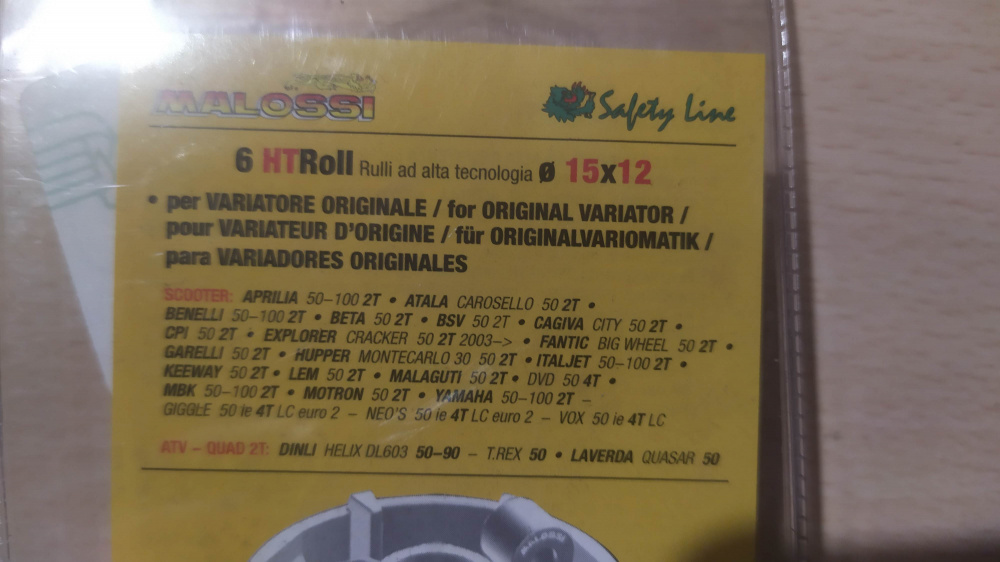 MALOSSI
Safety Line
6 HTRoll Rulli ad alta tecnologia Ø 15x12
• per VARIATORE ORIGINALE / for ORIGINAL VARIATOR /
pour VARIATEUR D'ORIGINE / für ORIGINALVARIOMATIK /
para VARIADORES ORIGINALES
SCOOTER: APRILIA 50-100 2T • ATALA CAROSELLO 50 2T •
BENELLI 50-100 2T • BETA 50 2T • BSV 50 2T • CAGIVA CITY 50 2T •
CPI 50 2T • EXPLORER CRACKER 50 2T 2003-> • FANTIC BIG WHEEL 50 2T •
GARELLI 50 2T • HUPPER MONTECARLO 30 50 2T • ITALJET 50-100 2T •
KEEWAY 50 2T • LEM 50 2T • MALAGUTI 50 2T • DVD 50 4T •
MBK 50-100 2T • MOTRON 50 2T • YAMAHA 50-100 2T –
GIGGLE 50 ie 4T LC euro 2 – NEO'S 50 ie 4T LC euro 2 – VOX 50 ie 4T LC
ATV – QUAD 2T: DINLI HELIX DL603 50-90 – T.REX 50 • LAVERDA QUASAR 50
MALOSSI